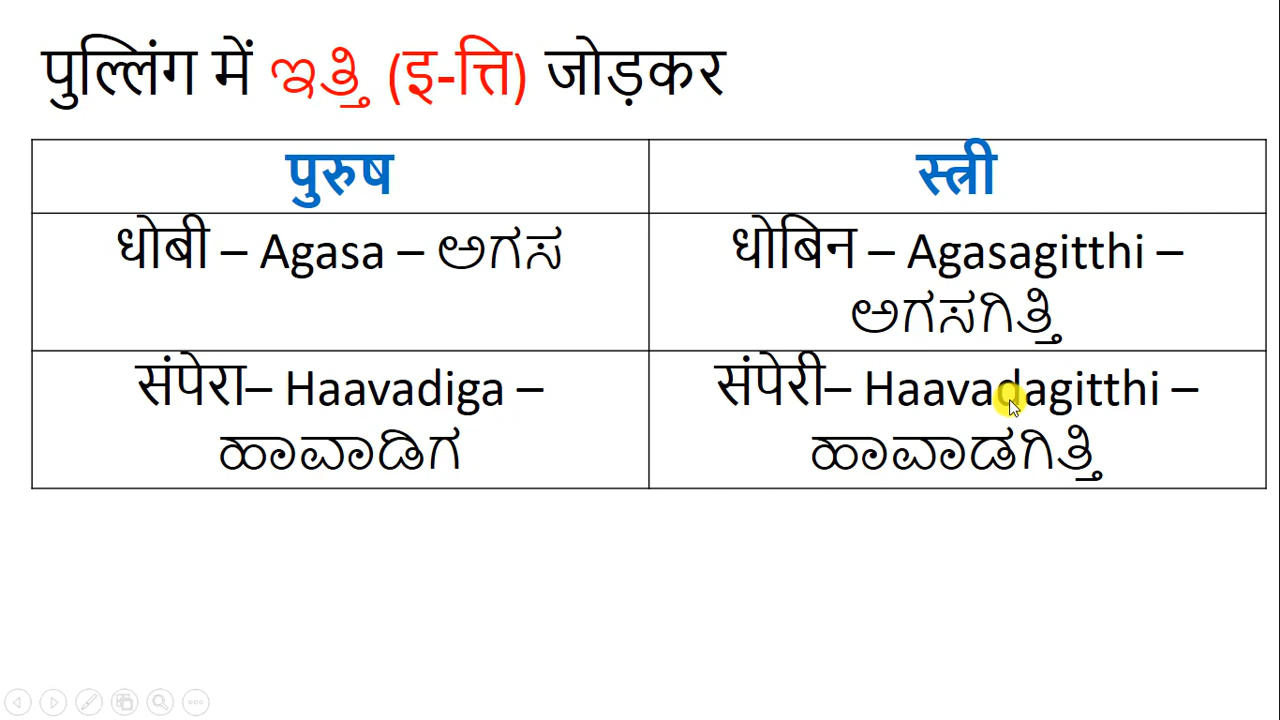 पुल्लिंग में ಇತ್ತಿ (इ-त्ति) जोड़कर
पुरुष
स्त्री
धोबी – Agasa – ಅಗಸ
धोबिन – Agasagitthi –
ಅಗಸಗಿತ್ತಿ
संपेरा– Haavadiga –
ಹಾವಾಡಿಗ
संपेरी– Haavadagitthi –
ಹಾವಾಡಗಿತ್ತಿ